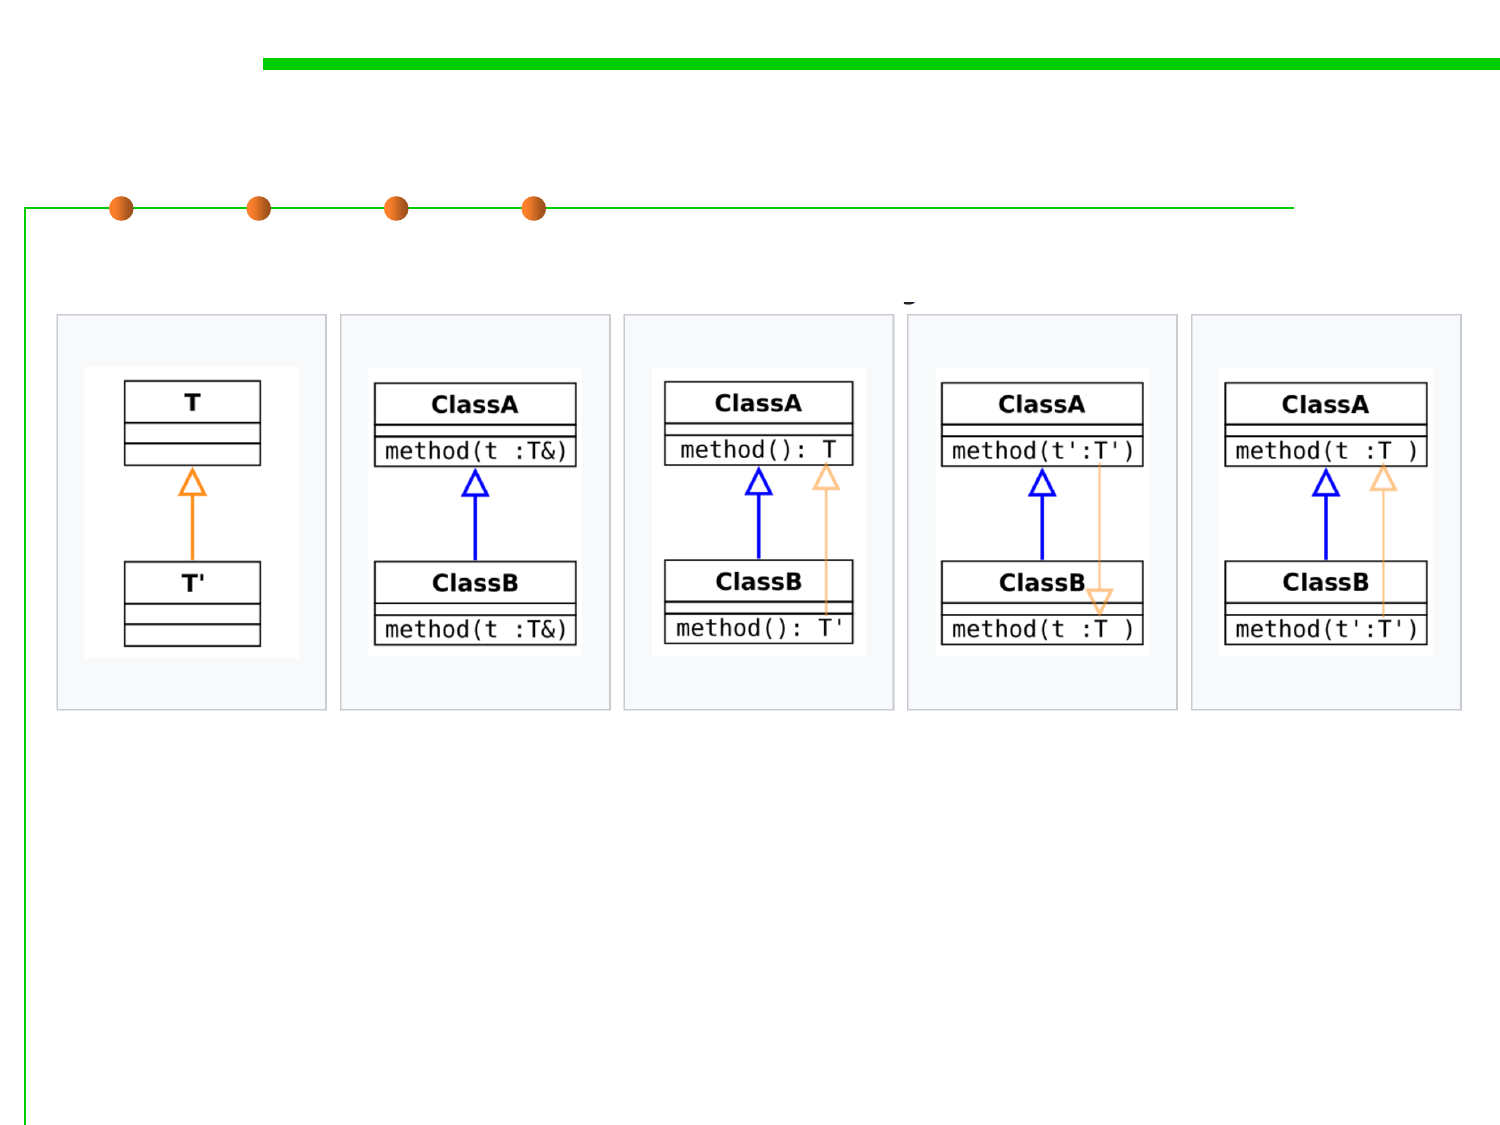 T
T'
ClassA
method(t :T&)
ClassB
method(t :T&)
ClassA
method(): T
ClassB
method(): T'
ClassA
method(t':T')
ClassB
method(t :T )
ClassA
method(t :T )
ClassB
method(t':T')